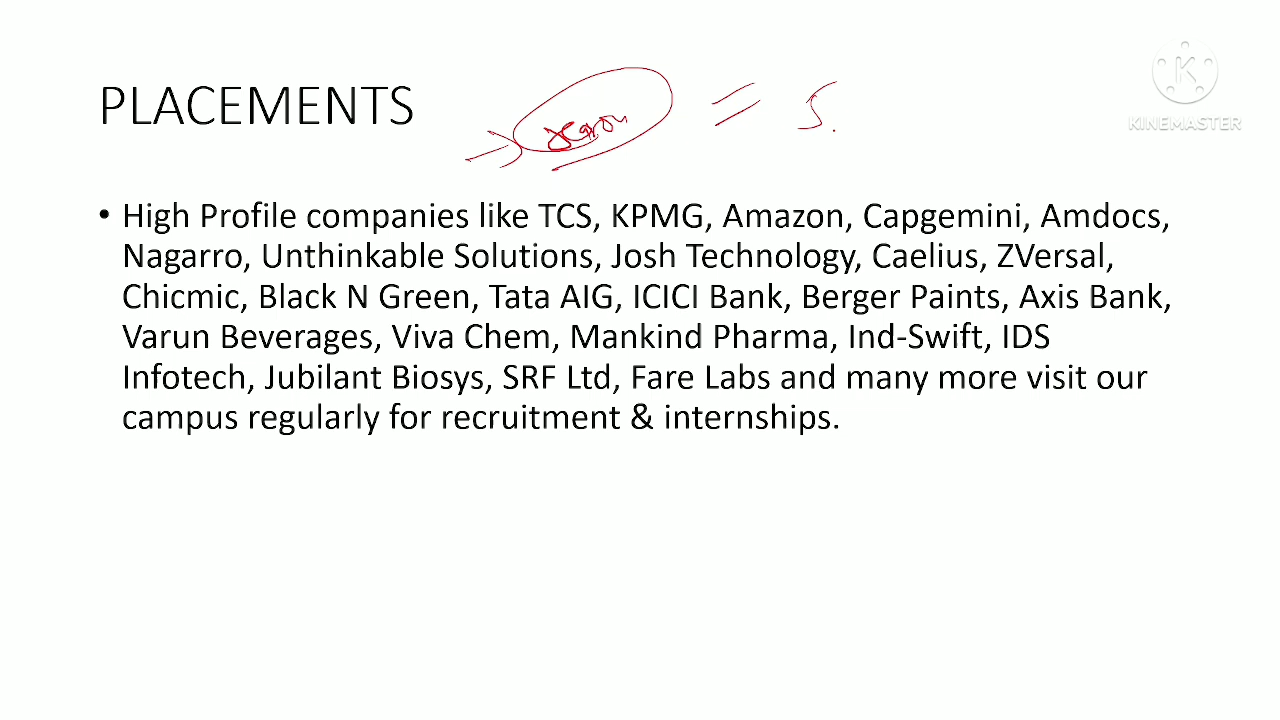 PLACEMENTS
= 5.
K
KINEMASTER
• High Profile companies like TCS, KPMG, Amazon, Capgemini, Amdocs,
Nagarro, Unthinkable Solutions, Josh Technology, Caelius, ZVersal,
Chicmic, Black N Green, Tata AIG, ICICI Bank, Berger Paints, Axis Bank,
Varun Beverages, Viva Chem, Mankind Pharma, Ind-Swift, IDS
Infotech, Jubilant Biosys, SRF Ltd, Fare Labs and many more visit our
campus regularly for recruitment & internships.